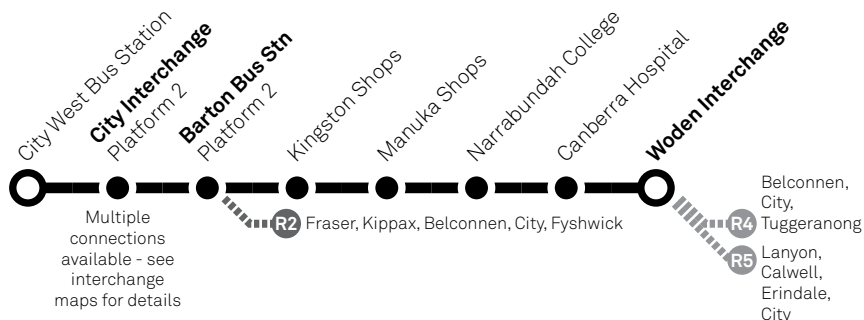 City West Bus Station
City Interchange
Platform 2
Barton Bus Stn
Platform 2
Kingston Shops
Manuka Shops
Narrabundah College
Canberra Hospital
Woden Interchange
Multiple
connections
available - see
interchange
maps for details
R2 Fraser, Kippax, Belconnen, City, Fyshwick
R4
Belconnen,
City,
Tuggeranong
R5
Lanyon,
Calwell,
Erindale,
City